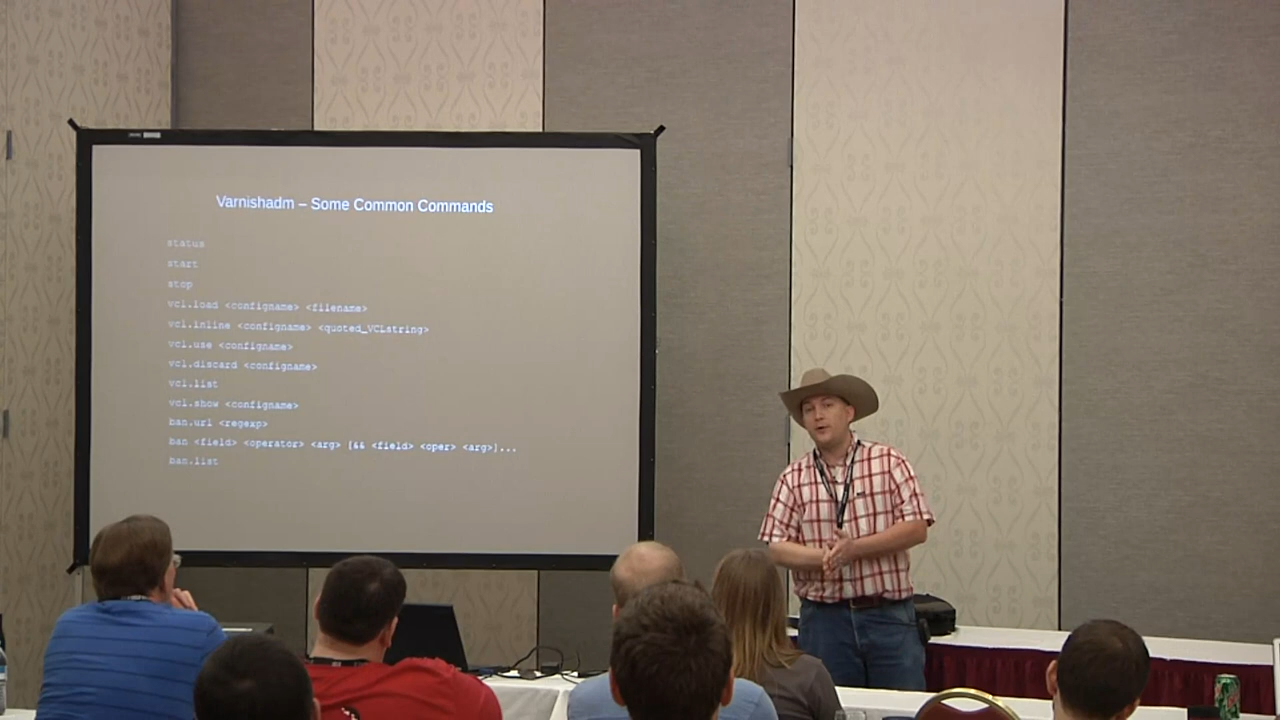 Varnishadm – Some Common Commands
status
start
stop
vcl.load <configname> <filename>
vcl.inline <configname> <quoted_VCLstring>
vcl.use <configname>
vcl.discard <configname>
vcl.list
vcl.show <configname>
ban.url <regexp>
ban <field> <operator> <arg> [&& <field> <oper> <arg>]...
ban.list